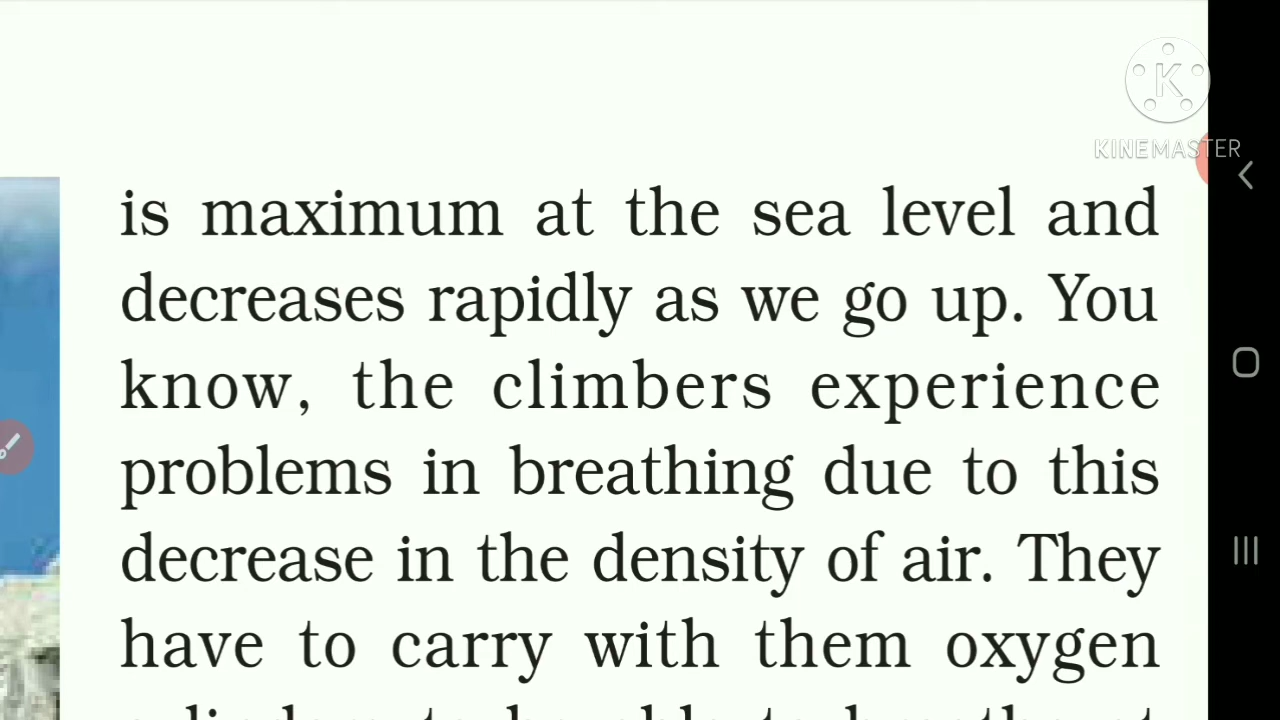 KINEMASTER
is maximum at the sea level and
decreases rapidly as we go up. You
know, the climbers experience
problems in breathing due to this
decrease in the density of air. They
have to carry with them oxygen